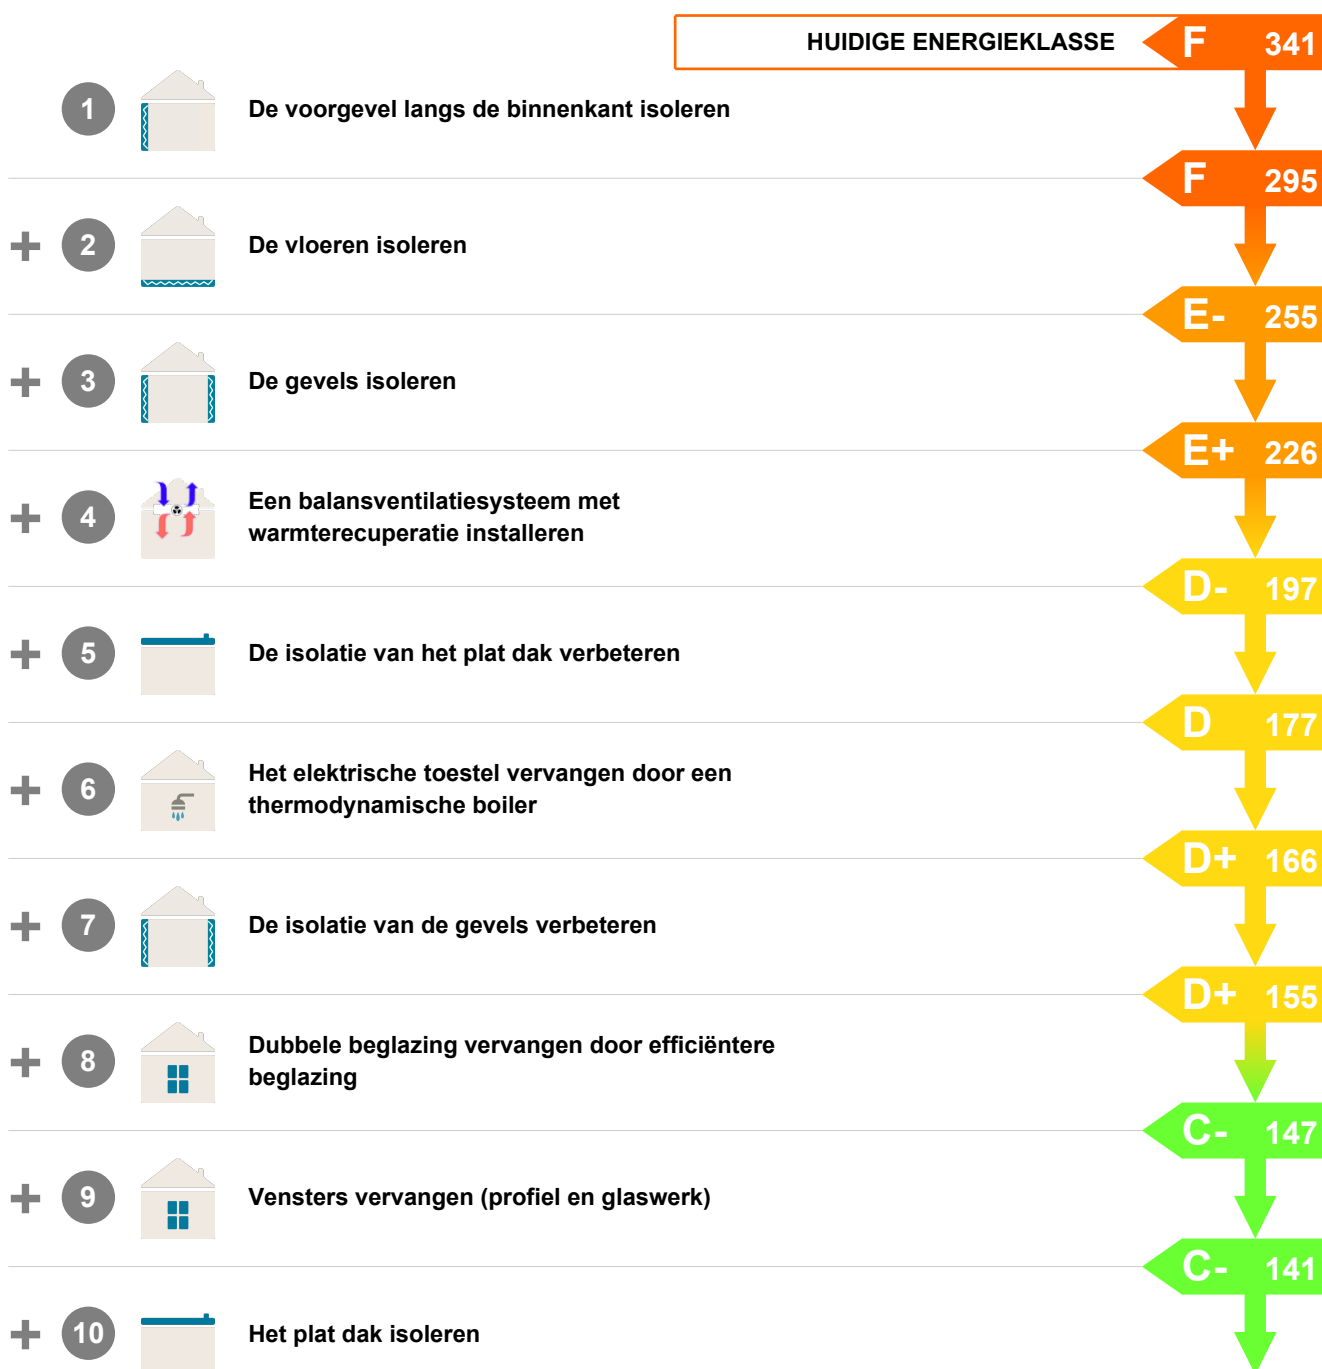 HUIDIGE ENERGIEKLASSE F 341
1 De voorgevel langs de binnenkant isoleren
F 295
+ 2 De vloeren isoleren
E- 255
+ 3 De gevels isoleren
E+ 226
+ 4 Een balansventilatiesysteem met
warmterecuperatie installeren
D- 197
+ 5 De isolatie van het plat dak verbeteren
D 177
+ 6 Het elektrische toestel vervangen door een
thermodynamische boiler
D+ 166
+ 7 De isolatie van de gevels verbeteren
D+ 155
+ 8 Dubbele beglazing vervangen door efficiëntere
beglazing
C- 147
+ 9 Vensters vervangen (profiel en glaswerk)
C- 141
+ 10 Het plat dak isoleren